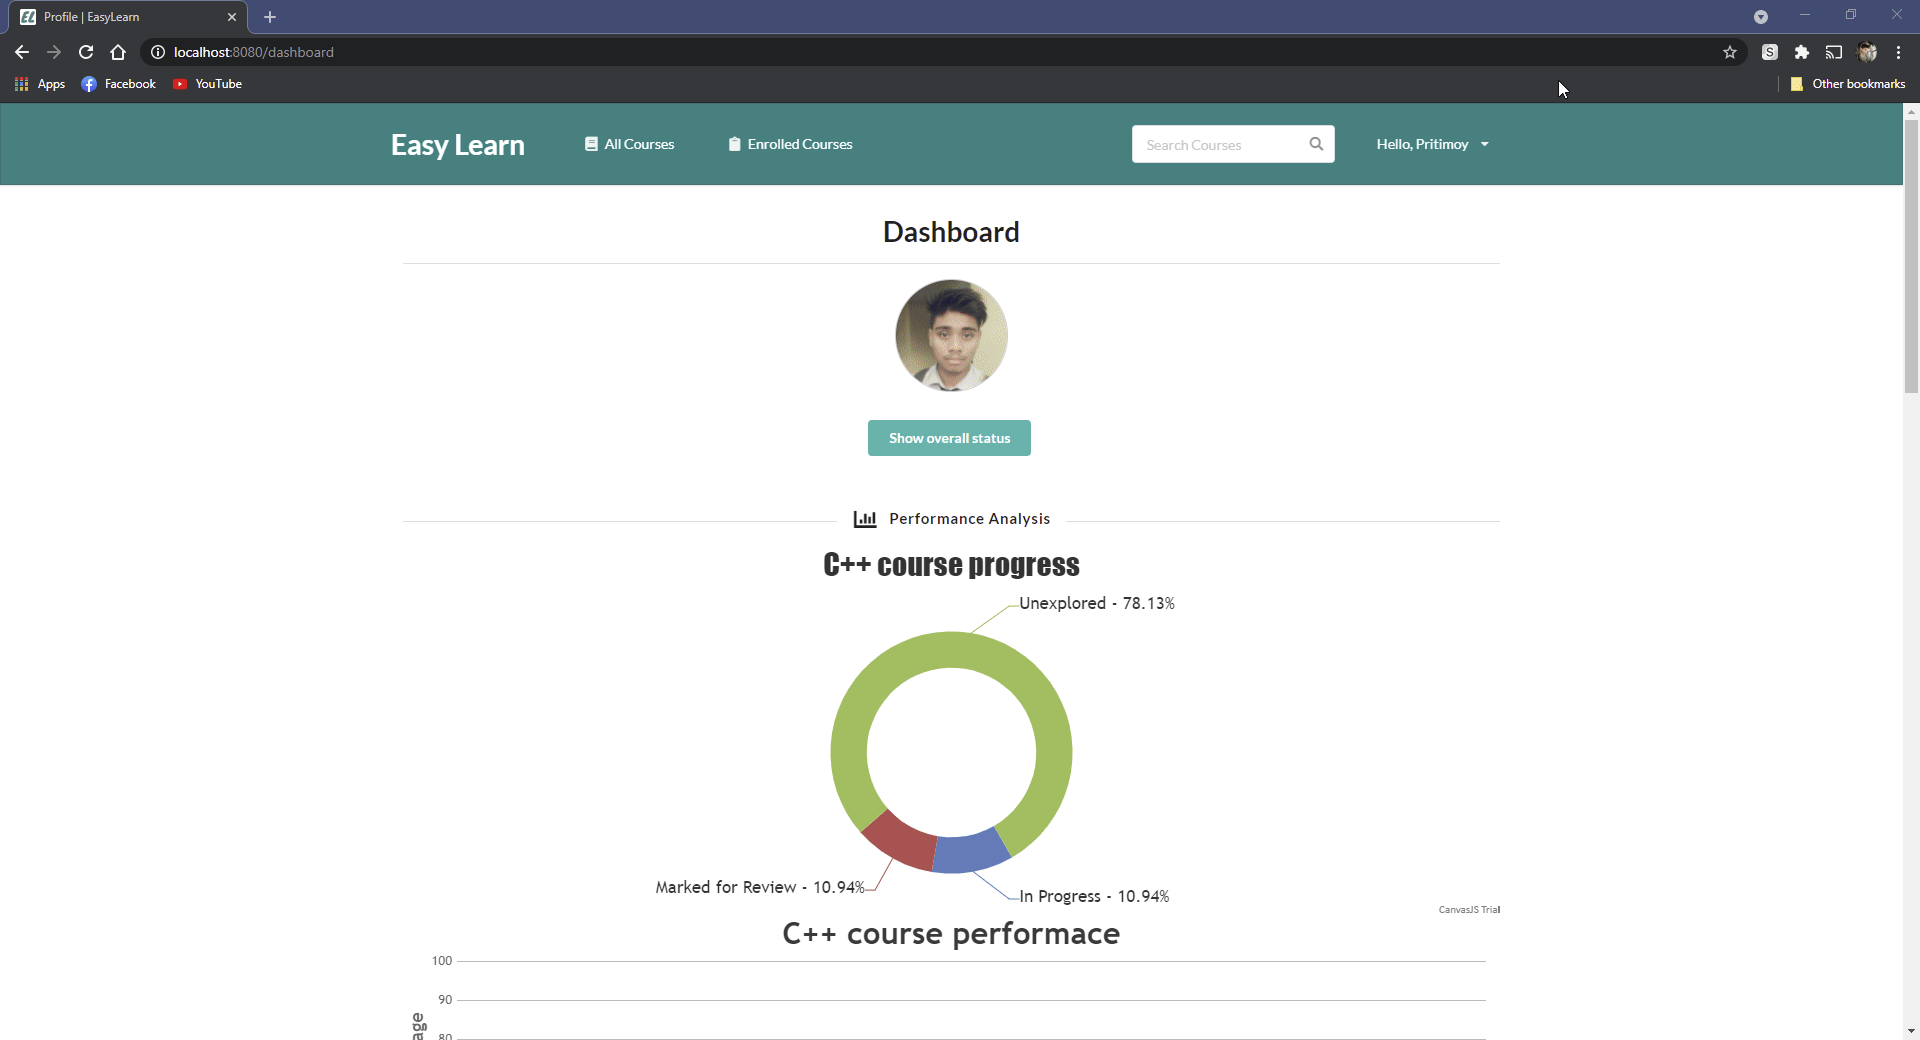 Profile | EasyLearn
localhost:8080/dashboard
Apps Facebook YouTube Other bookmarks
Easy Learn All Courses Enrolled Courses Search Courses Hello, Pritimoy
Dashboard
Show overall status
Performance Analysis
C++ course progress
Unexplored - 78.13%
Marked for Review - 10.94%
In Progress - 10.94%
CanvasJS Trial
C++ course performace
100
90
80